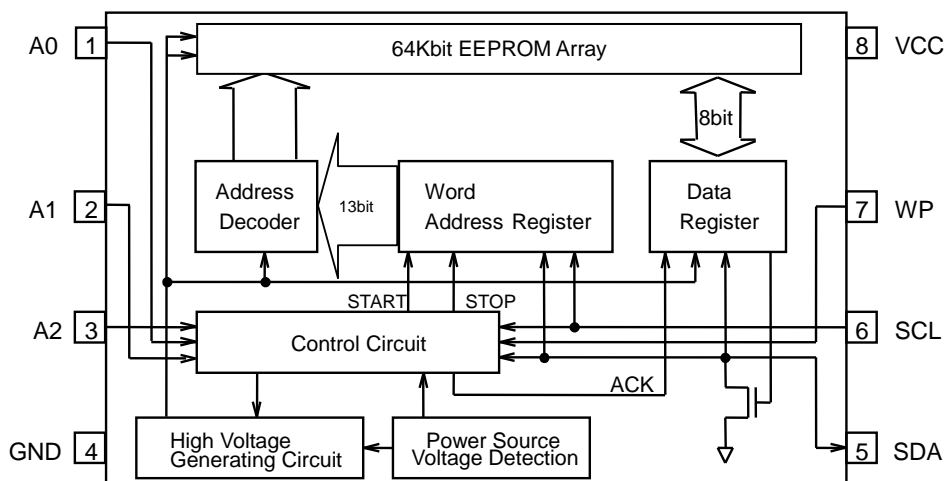 A0
1
64Kbit EEPROM Array
8
VCC
8bit
A1
2
Address
Decoder
13bit
Word
Address Register
Data
Register
7
WP
START
STOP
A2
3
Control Circuit
6
SCL
ACK
GND
4
High Voltage
Generating Circuit
Power Source
Voltage Detection
5
SDA